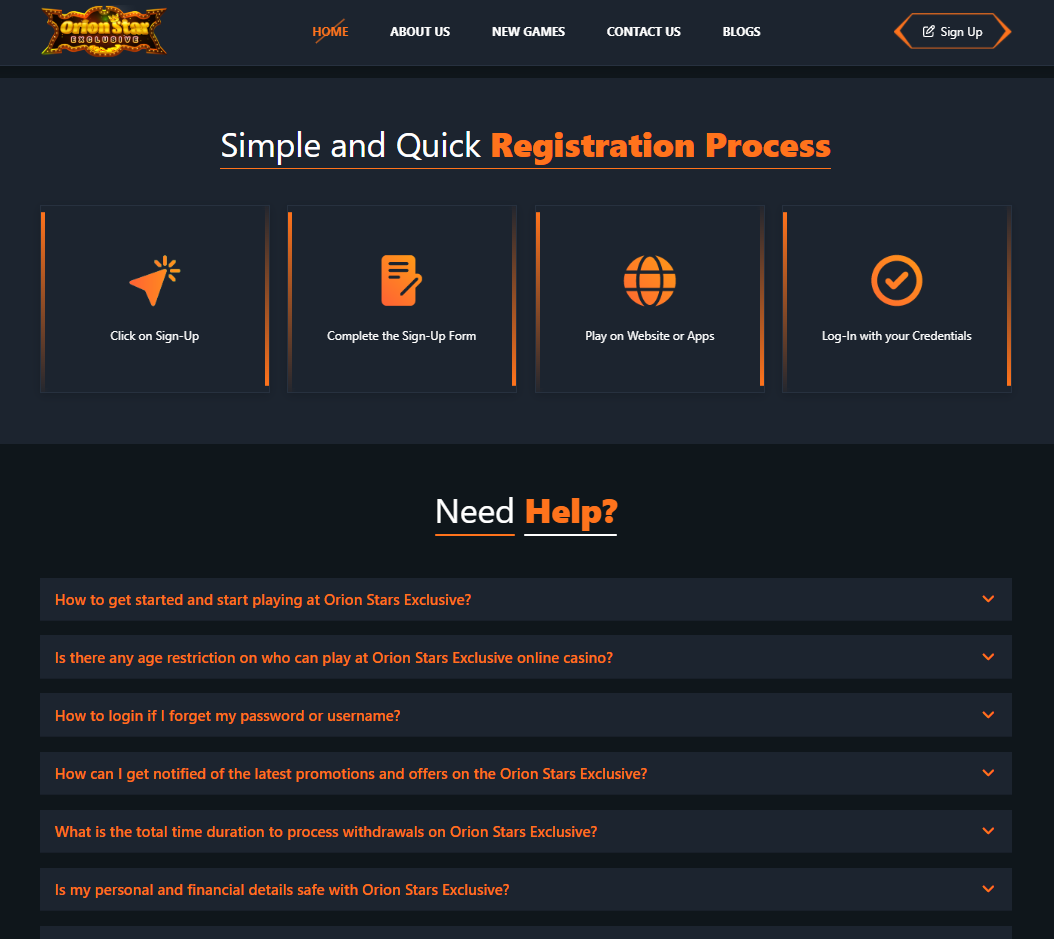 Orion Star
EXCLUSIVE
HOME
ABOUT US
NEW GAMES
CONTACT US
BLOGS
Sign Up
Simple and Quick Registration Process
Click on Sign-Up
Complete the Sign-Up Form
Play on Website or Apps
Log-In with your Credentials
Need Help?
How to get started and start playing at Orion Stars Exclusive?
Is there any age restriction on who can play at Orion Stars Exclusive online casino?
How to login if I forget my password or username?
How can I get notified of the latest promotions and offers on the Orion Stars Exclusive?
What is the total time duration to process withdrawals on Orion Stars Exclusive?
Is my personal and financial details safe with Orion Stars Exclusive?